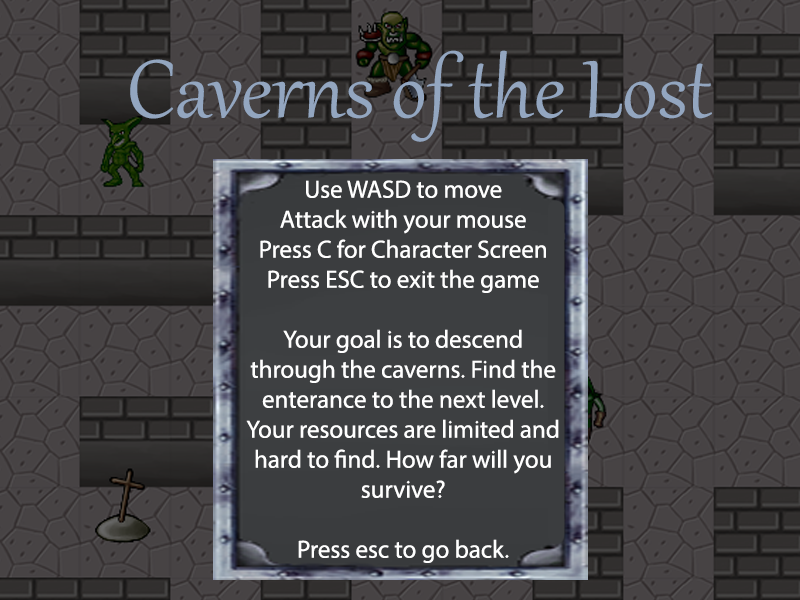 Caverns of the Lost
Use WASD to move
Attack with your mouse
Press C for Character Screen
Press ESC to exit the game
Your goal is to descend
through the caverns. Find the
enterance to the next level.
Your resources are limited and
hard to find. How far will you
survive?
Press esc to go back.